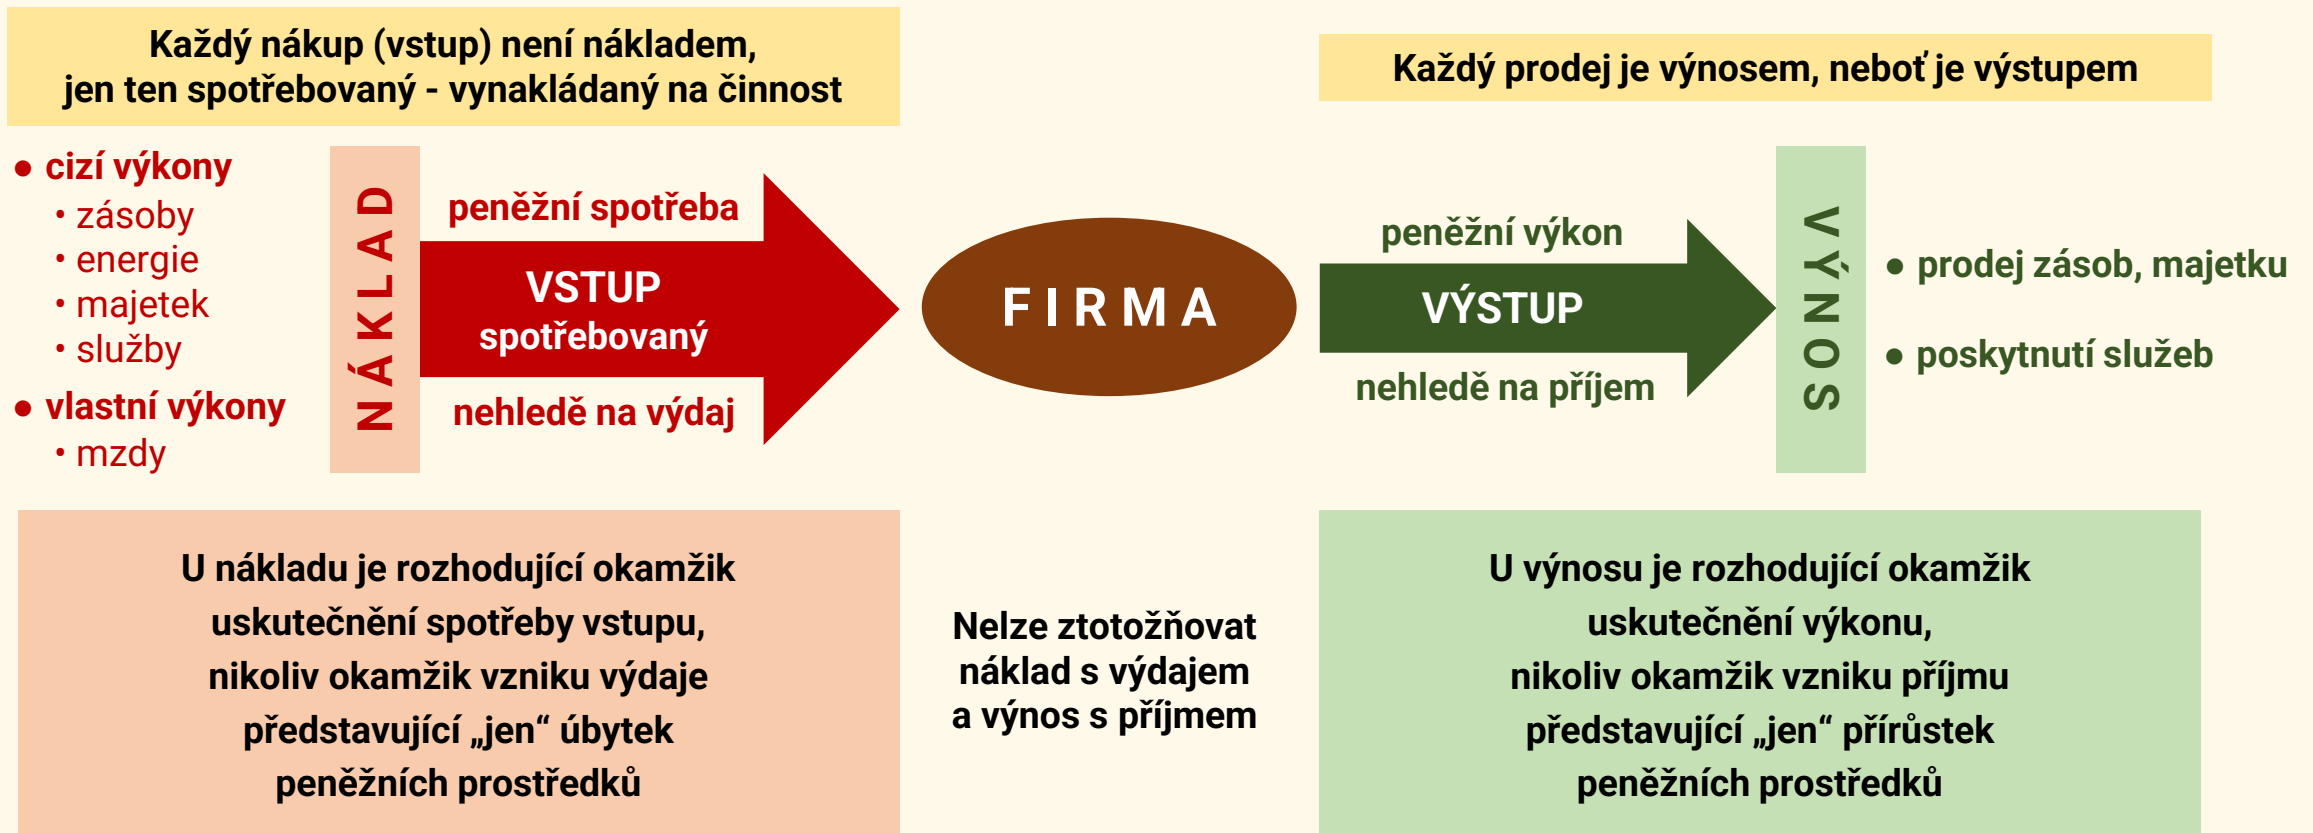 Každý nákup (vstup) není nákladem,
jen ten spotřebovaný - vynakládaný na činnost
● cizí výkony
• zásoby
• energie
• majetek
• služby
● vlastní výkony
• mzdy
NÁKLAD
peněžní spotřeba
VSTUP
spotřebovaný
nehledě na výdaj
FIRMA
Každý prodej je výnosem, neboť je výstupem
peněžní výkon
VÝSTUP
nehledě na příjem
VÝNOS
● prodej zásob, majetku
● poskytnutí služeb
U nákladu je rozhodující okamžik
uskutečnění spotřeby vstupu,
nikoliv okamžik vzniku výdaje
představující „jen“ úbytek
peněžních prostředků
Nelze ztotožňovat
náklad s výdajem
a výnos s příjmem
U výnosu je rozhodující okamžik
uskutečnění výkonu,
nikoliv okamžik vzniku příjmu
představující „jen“ přírůstek
peněžních prostředků